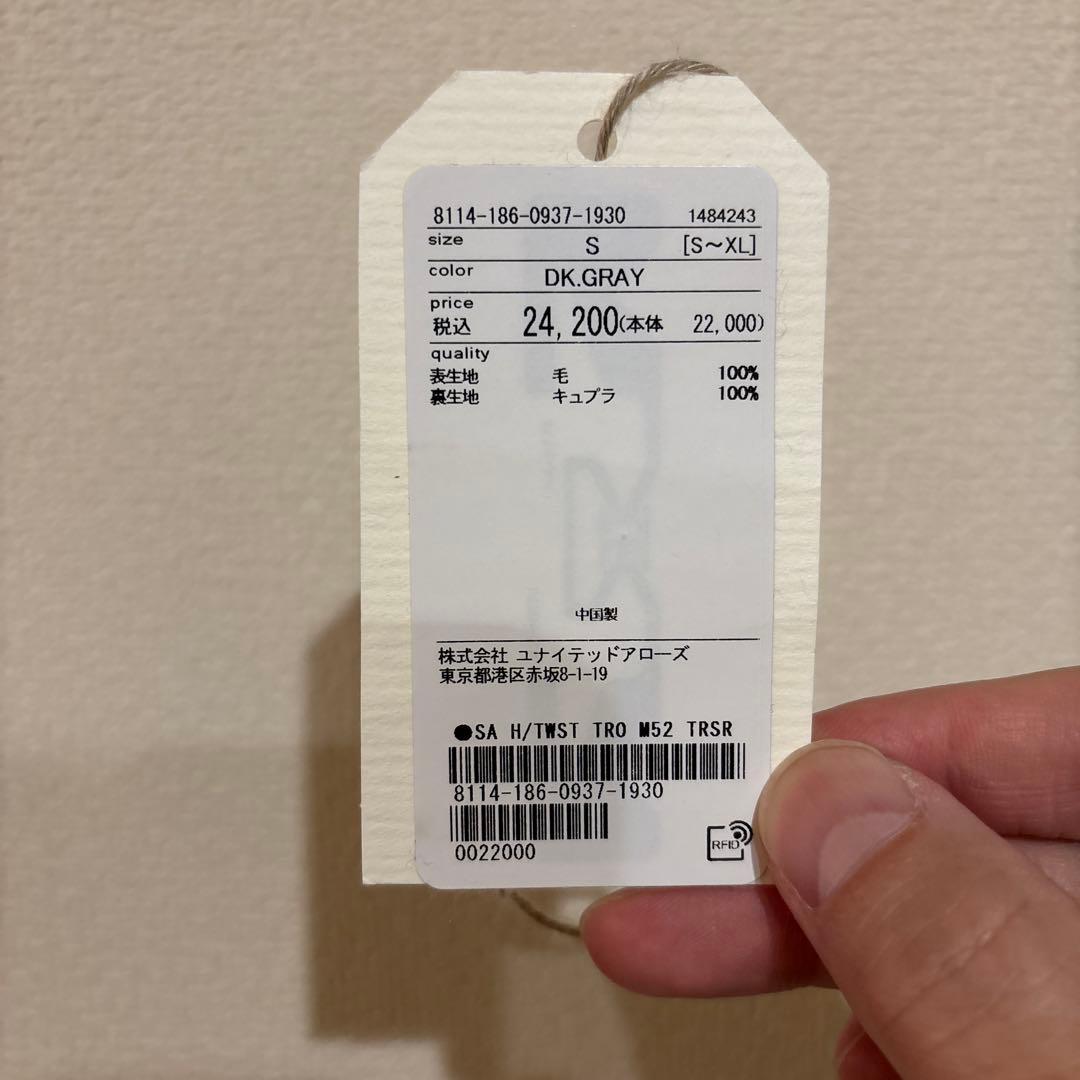 8114-186-0937-1930 1484243
size S [S～XL]
color DK.GRAY
price
税込 24,200(本体 22,000)
quality
表生地 毛 100%
裏生地 キュプラ 100%
中国製
株式会社 ユナイテッドアローズ
東京都港区赤坂8-1-19
●SA H/TWST TRO M52 TRSR
8114-186-0937-1930
0022000
RFID